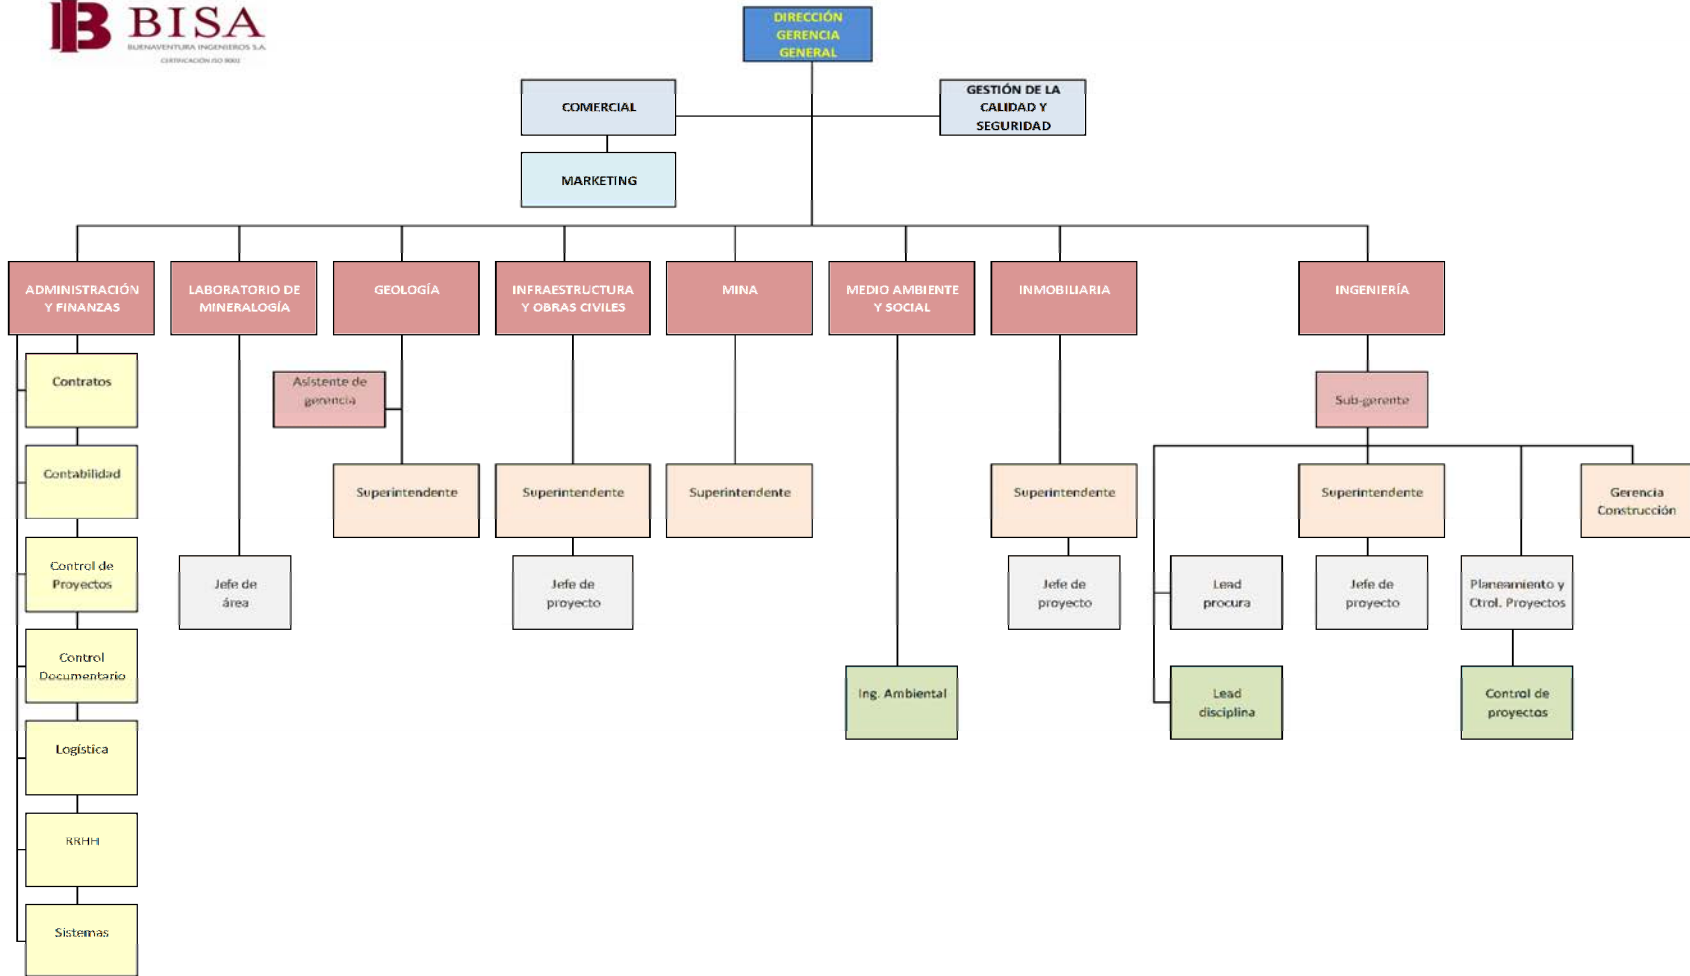 BISA
BUENAVENTURA INGENIEROS S.A.
CERTIFICACIÓN ISO 9001
DIRECCIÓN
GERENCIA
GENERAL
COMERCIAL
GESTIÓN DE LA
CALIDAD Y
SEGURIDAD
MARKETING
ADMINISTRACIÓN
Y FINANZAS
LABORATORIO DE
MINERALOGÍA
GEOLOGÍA
INFRAESTRUCTURA
Y OBRAS CIVILES
MINA
MEDIO AMBIENTE
Y SOCIAL
INMOBILIARIA
INGENIERÍA
Contratos
Asistente de
gerencia
Sub-gerente
Contabilidad
Superintendente
Superintendente
Superintendente
Superintendente
Superintendente
Gerencia
Construcción
Control de
Proyectos
Jefe de
área
Jefe de
proyecto
Jefe de
proyecto
Lead
procura
Jefe de
proyecto
Planeamiento y
Ctrol. Proyectos
Control
Documentario
Ing. Ambiental
Lead
disciplina
Control de
proyectos
Logística
RRHH
Sistemas